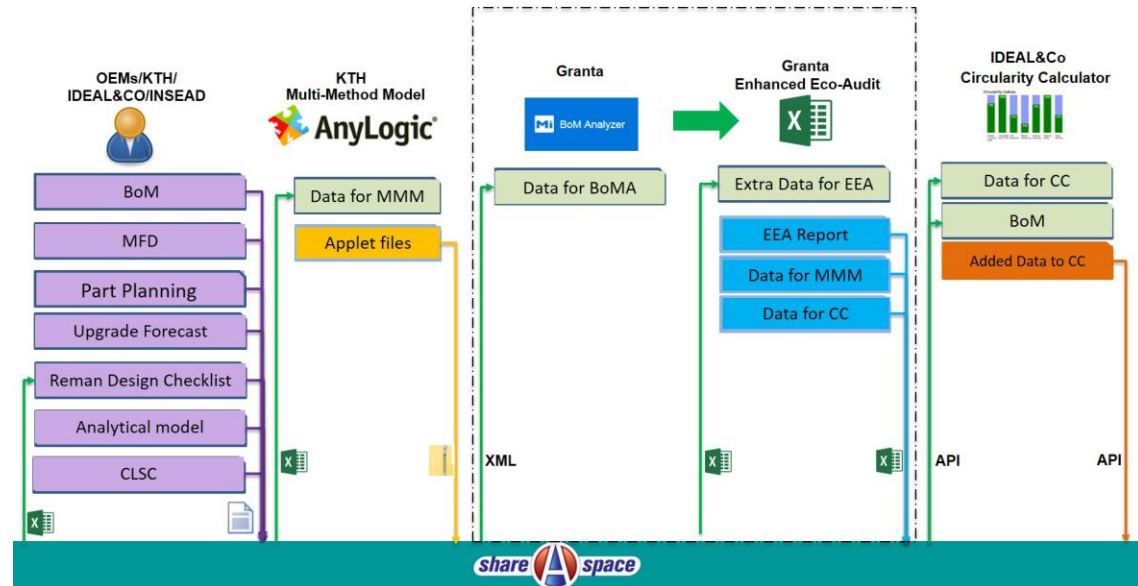 OEMs/KTH/
IDEAL&CO/INSEAD
BoM
MFD
Part Planning
Upgrade Forecast
Reman Design Checklist
Analytical model
CLSC
KTH
Multi-Method Model
AnyLogic®
Data for MMM
Applet files
Granta
Mi BoM Analyzer
Data for BoMA
XML
Granta
Enhanced Eco-Audit
Extra Data for EEA
EEA Report
Data for MMM
Data for CC
IDEAL&Co
Circularity Calculator
Data for CC
BoM
Added Data to CC
API
API
share A space